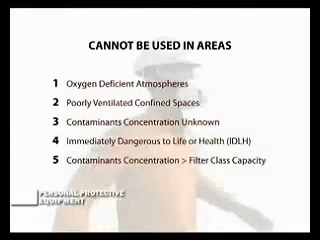 CANNOT BE USED IN AREAS
1 Oxygen Deficient Atmospheres
2 Poorly Ventilated Confined Spaces
3 Contaminants Concentration Unknown
4 Immediately Dangerous to Life or Health (IDLH)
5 Contaminants Concentration > Filter Class Capacity
PERSONAL PROTECTIVE
EQUIPMENT